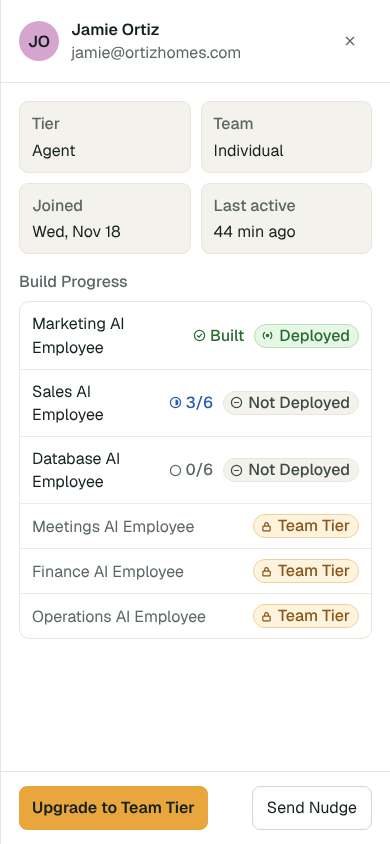 JO
Jamie Ortiz
jamie@ortizhomes.com
Tier
Agent
Team
Individual
Joined
Wed, Nov 18
Last active
44 min ago
Build Progress
Marketing AI
Employee
Built
Deployed
Sales AI
Employee
3/6
Not Deployed
Database AI
Employee
0/6
Not Deployed
Meetings AI Employee
Team Tier
Finance AI Employee
Team Tier
Operations AI Employee
Team Tier
Upgrade to Team Tier
Send Nudge